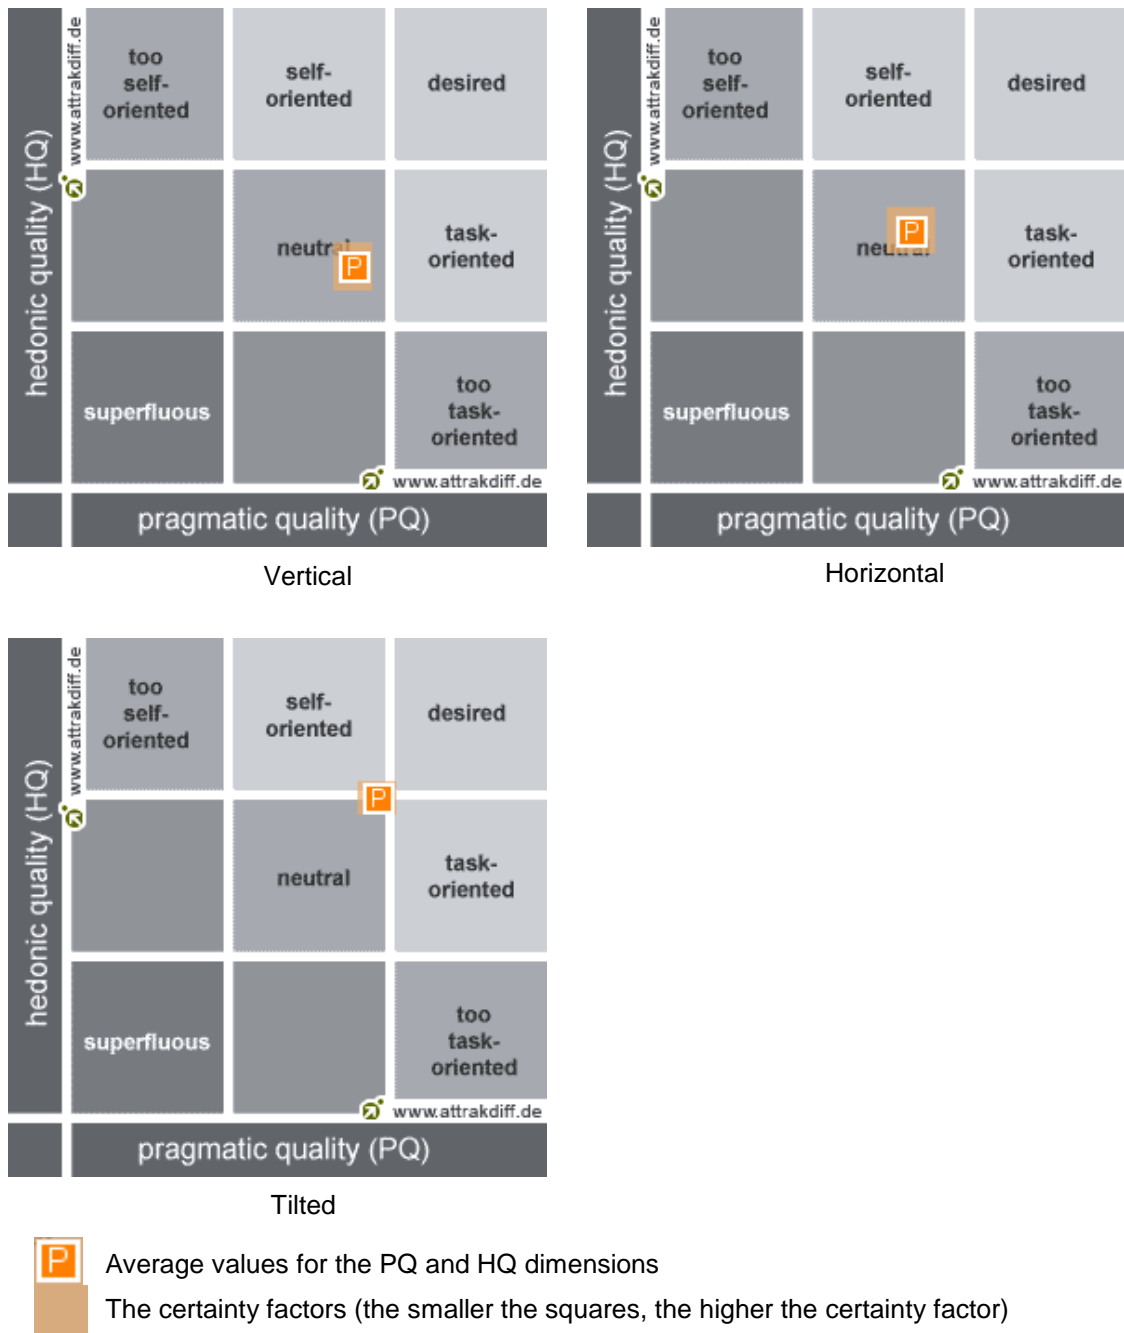 www.attrakdiff.de
hedonic quality (HQ)
too
self-
oriented
self-
oriented
desired
neutral
P
task-
oriented
superfluous
too
task-
oriented
www.attrakdiff.de
pragmatic quality (PQ)
Vertical
www.attrakdiff.de
hedonic quality (HQ)
too
self-
oriented
self-
oriented
desired
P
neutral
task-
oriented
superfluous
too
task-
oriented
www.attrakdiff.de
pragmatic quality (PQ)
Horizontal
www.attrakdiff.de
hedonic quality (HQ)
too
self-
oriented
self-
oriented
desired
P
neutral
task-
oriented
superfluous
too
task-
oriented
www.attrakdiff.de
pragmatic quality (PQ)
Tilted
P Average values for the PQ and HQ dimensions
The certainty factors (the smaller the squares, the higher the certainty factor)